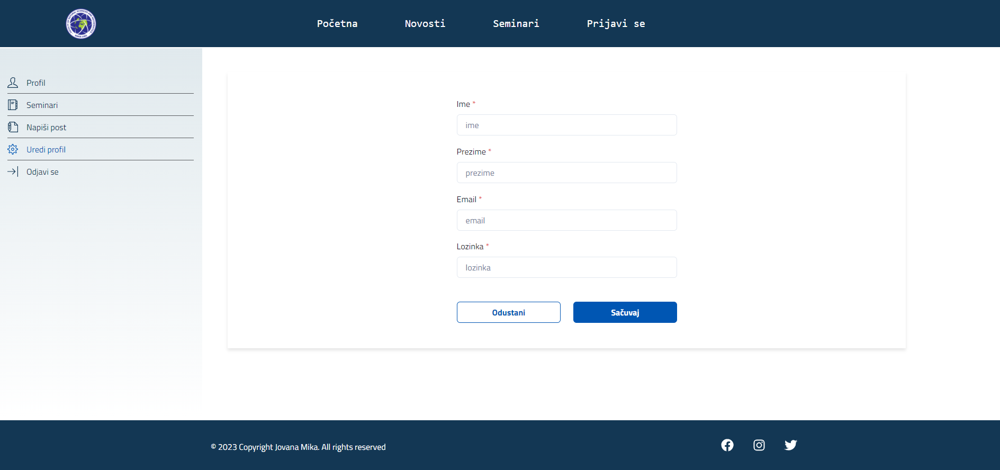 Početna
Novosti
Seminari
Prijavi se
Profil
Seminari
Napiši post
Uredi profil
Odjavi se
Ime *
ime
Prezime *
prezime
Email *
email
Lozinka *
lozinka
Odustani
Sačuvaj
© 2023 Copyright Jovana Mika. All rights reserved